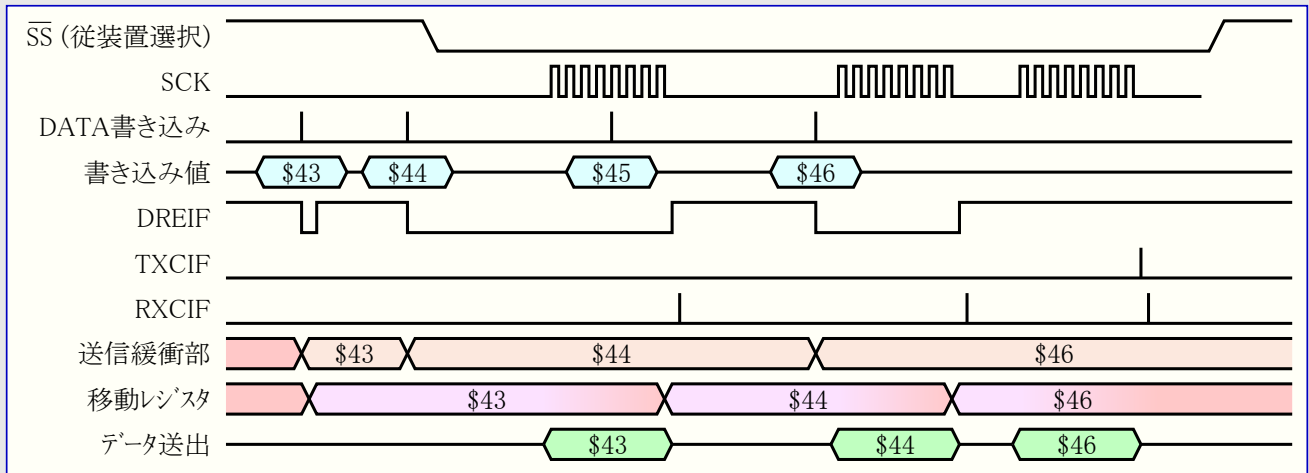 SS (従装置選択)
SCK
DATA書き込み
書き込み値 $43 $44 $45 $46
DREIF
TXCIF
RXCIF
送信緩衝部 $43 $44 $46
移動レジスタ $43 $44 $46
データ送出 $43 $44 $46